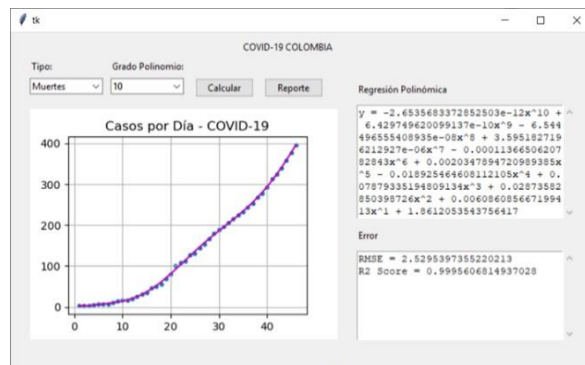 tk
COVID-19 COLOMBIA
Tipo:
Grado Polinomio:
Muertes
10
Calcular
Reporte
Casos por Día - COVID-19
400
300
200
100
0
0
10
20
30
40
Regresión Polinómica
y = -2.6535683372852503e-12x^10 +
6.429749620099137e-10x^9 - 6.544
496555408935e-08x^8 + 3.595182719
6212927e-06x^7 - 0.00011366506207
82843x^6 + 0.0020347894720989385x
^5 - 0.018925464608112105x^4 + 0.
07879335194809134x^3 + 0.02873582
850398726x^2 + 0.0060860856671994
13x^1 + 1.8612053543756417
Error
RMSE = 2.5295397355220213
R2 Score = 0.9995606814937028